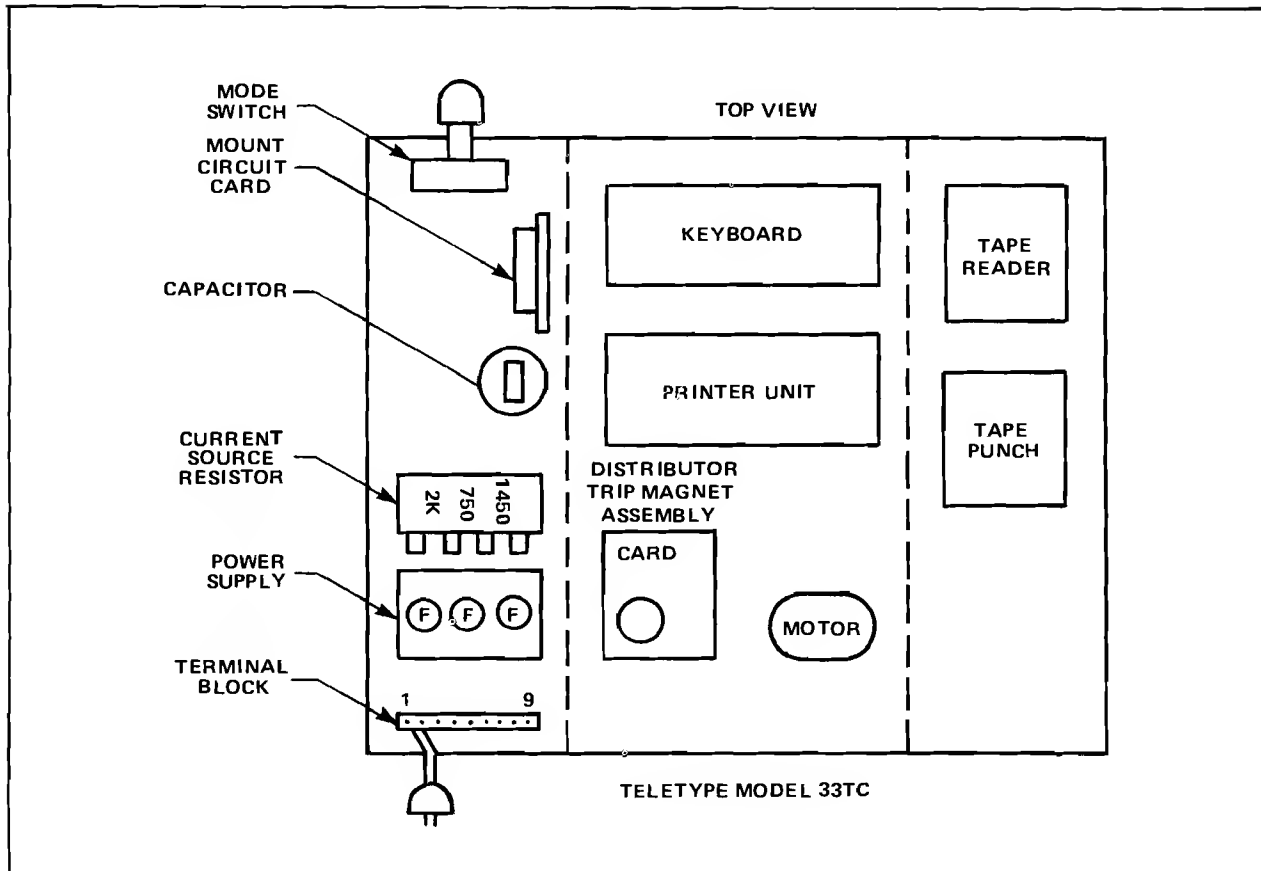 MODE
SWITCH
TOP VIEW
MOUNT
CIRCUIT
CARD
KEYBOARD
TAPE
READER
CAPACITOR
PRINTER UNIT
TAPE
PUNCH
CURRENT
SOURCE
RESISTOR
2K
750
1450
DISTRIBUTOR
TRIP MAGNET
ASSEMBLY
CARD
POWER
SUPPLY
F F F
MOTOR
TERMINAL
BLOCK
1 9
TELETYPE MODEL 33TC